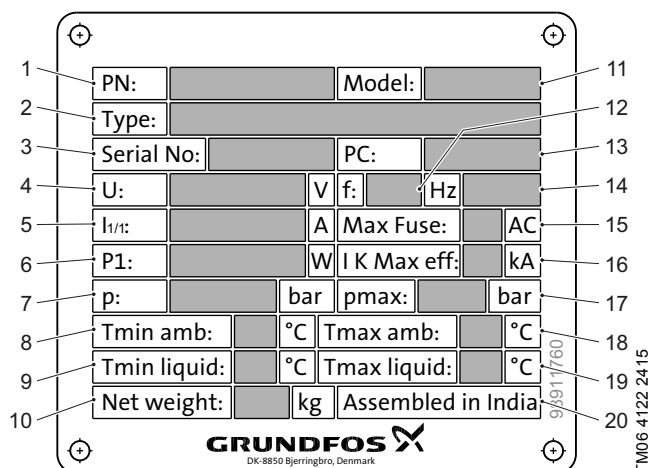 1 PN: Model: 11
2 Type: 12
3 Serial No: PC: 13
4 U: V f: Hz 14
5 I1/1: A Max Fuse: AC 15
6 P1: W I K Max eff: kA 16
7 p: bar pmax: bar 17
8 Tmin amb: °C Tmax amb: °C 18
9 Tmin liquid: °C Tmax liquid: °C 19
10 Net weight: kg Assembled in India 20
GRUNDFOS
DK-8850 Bjerringbro, Denmark
98911760
TM06 4122 2415